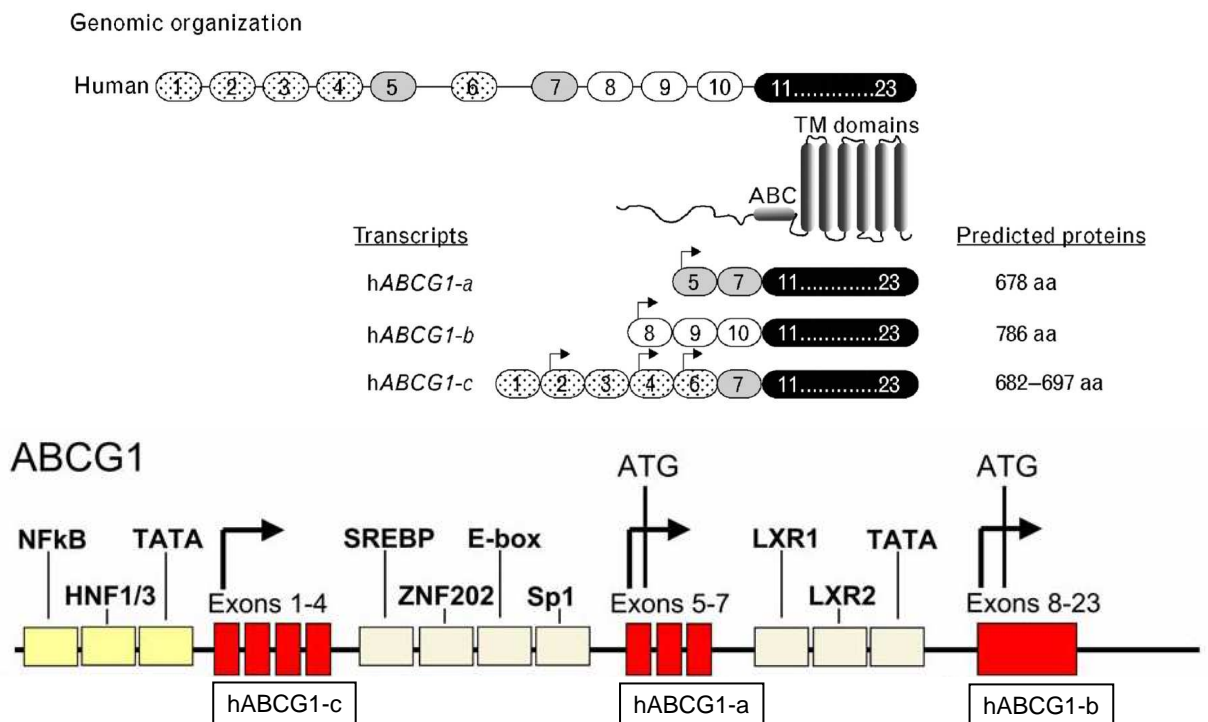 Genomic organization
Human 1 2 3 4 5 6 7 8 9 10 11.............23
TM domains
ABC
Transcripts Predicted proteins
hABCG1-a 5 7 11.............23 678 aa
hABCG1-b 8 9 10 11.............23 786 aa
hABCG1-c 1 2 3 4 6 7 11.............23 682–697 aa
ABCG1
ATG ATG
NFkB TATA SREBP E-box LXR1 TATA
HNF1/3 Exons 1-4 ZNF202 Sp1 Exons 5-7 LXR2 Exons 8-23
hABCG1-c hABCG1-a hABCG1-b